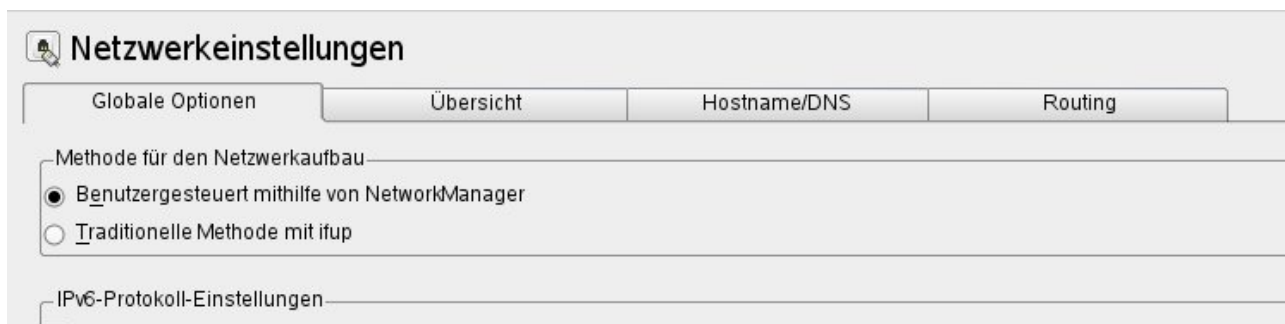 Netzwerkeinstellungen
Globale Optionen Übersicht Hostname/DNS Routing
Methode für den Netzwerkaufbau
Benutzergesteuert mithilfe von NetworkManager
Traditionelle Methode mit ifup
IPv6-Protokoll-Einstellungen